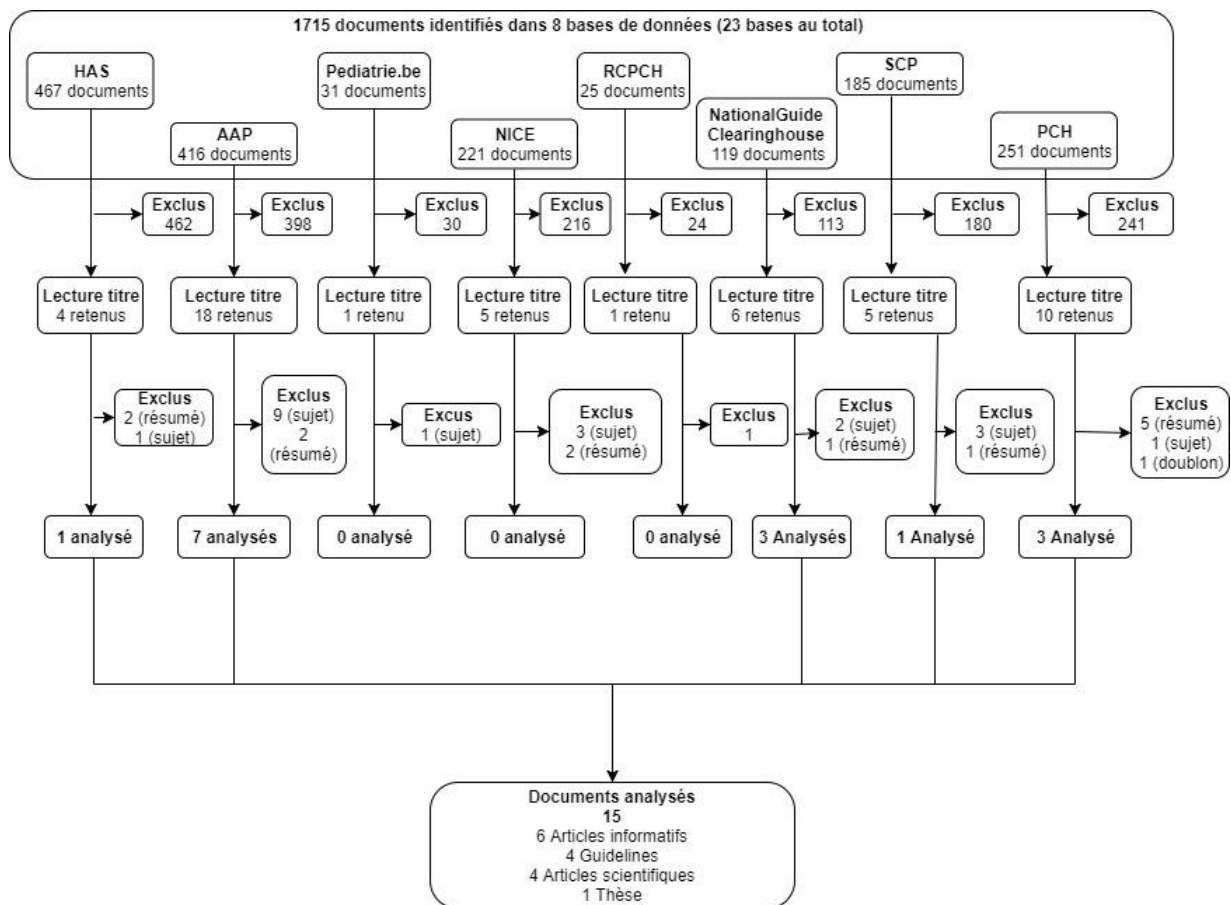 1715 documents identifiés dans 8 bases de données (23 bases au total)
HAS
467 documents
AAP
416 documents
Pediatrie.be
31 documents
NICE
221 documents
RCPCH
25 documents
NationalGuide
Clearinghouse
119 documents
SCP
185 documents
PCH
251 documents
Exclus
462
Exclus
398
Exclus
30
Exclus
216
Exclus
24
Exclus
113
Exclus
180
Exclus
241
Lecture titre
4 retenus
Lecture titre
18 retenus
Lecture titre
1 retenu
Lecture titre
5 retenus
Lecture titre
1 retenu
Lecture titre
6 retenus
Lecture titre
5 retenus
Lecture titre
10 retenus
Exclus
2 (résumé)
1 (sujet)
Exclus
9 (sujet)
2
(résumé)
Excus
1 (sujet)
Exclus
3 (sujet)
2 (résumé)
Exclus
1
Exclus
2 (sujet)
1 (résumé)
Exclus
3 (sujet)
1 (résumé)
Exclus
5 (résumé)
1 (sujet)
1 (doublon)
1 analysé
7 analysés
0 analysé
0 analysé
0 analysé
3 Analysés
1 Analysé
3 Analysé
Documents analysés
15
6 Articles informatifs
4 Guidelines
4 Articles scientifiques
1 Thèse